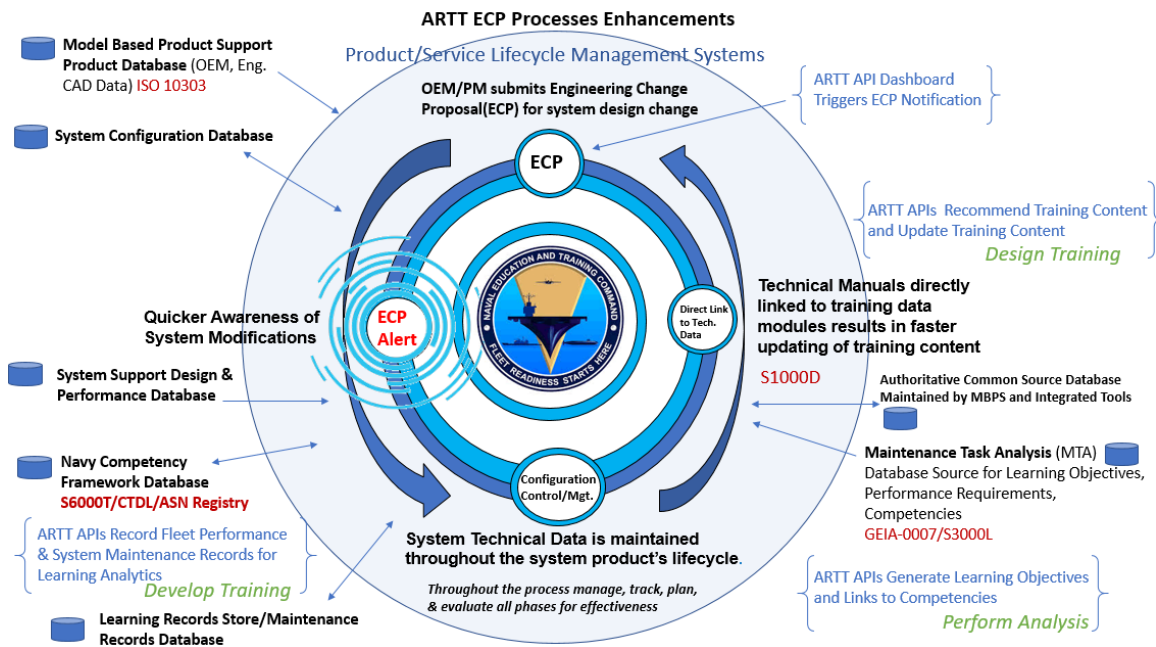 ARTT ECP Processes Enhancements
Product/Service Lifecycle Management Systems
Model Based Product Support
Product Database (OEM, Eng.
CAD Data) ISO 10303
OEM/PM submits Engineering Change
Proposal(ECP) for system design change
ARTT API Dashboard
Triggers ECP Notification
System Configuration Database
ECP
ARTT APIs Recommend Training Content
and Update Training Content
Design Training
NAVAL EDUCATION AND TRAINING COMMAND
FLEET READINESS STARTS HERE
Quicker Awareness of
System Modifications
ECP
Alert
Direct Link
to Tech.
Data
Technical Manuals directly
linked to training data
modules results in faster
updating of training content
S1000D
System Support Design &
Performance Database
Authoritative Common Source Database
Maintained by MBPS and Integrated Tools
Navy Competency
Framework Database
S6000T/CTDL/ASN Registry
Configuration
Control/Mgt.
Maintenance Task Analysis (MTA)
Database Source for Learning Objectives,
Performance Requirements,
Competencies
GEIA-0007/S3000L
ARTT APIs Record Fleet Performance
& System Maintenance Records for
Learning Analytics
Develop Training
System Technical Data is maintained
throughout the system product's lifecycle.
Throughout the process manage, track, plan,
& evaluate all phases for effectiveness
ARTT APIs Generate Learning Objectives
and Links to Competencies
Perform Analysis
Learning Records Store/Maintenance
Records Database